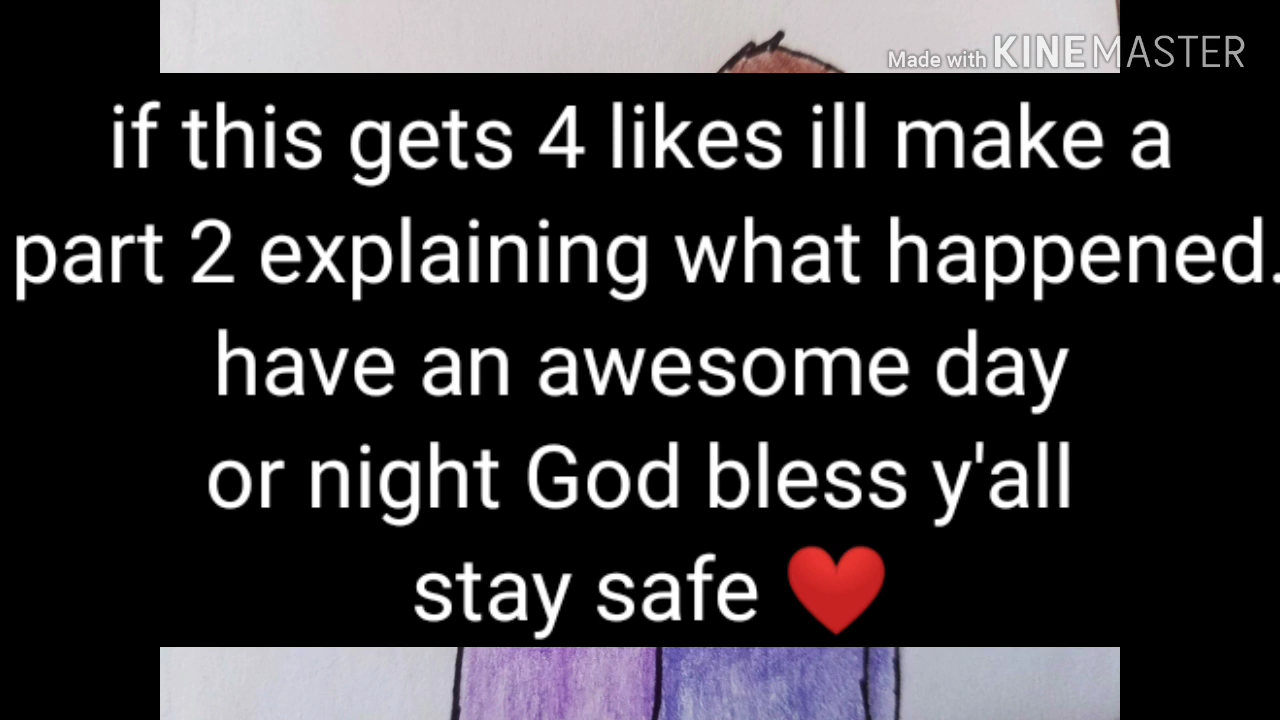 Made with KINEMASTER
if this gets 4 likes ill make a
part 2 explaining what happened.
have an awesome day
or night God bless y'all
stay safe ❤️